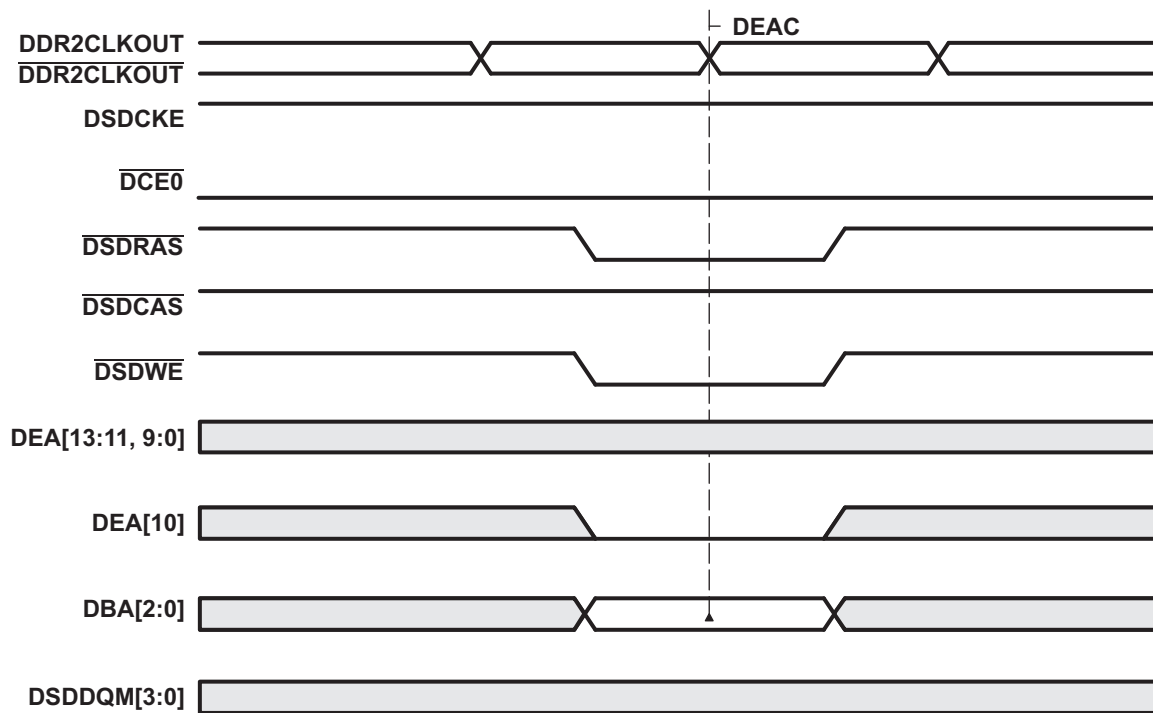 DEAC
DDR2CLKOUT
DDR2CLKOUT
DSDCKE
DCE0
DSDRAS
DSDCAS
DSDWE
DEA[13:11, 9:0]
DEA[10]
DBA[2:0]
DSDDQM[3:0]